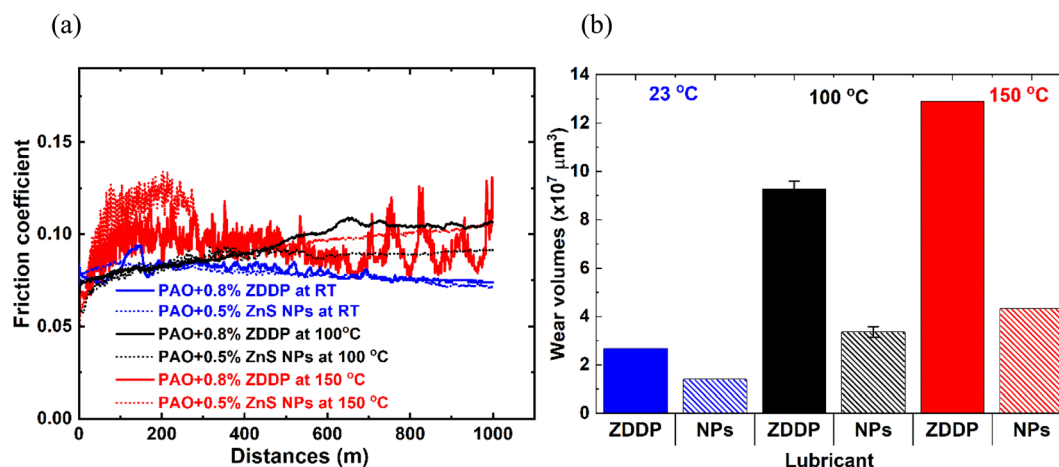 (a)
(b)
Friction coefficient
0.15
0.10
0.05
0.00
PAO+0.8% ZDDP at RT
PAO+0.5% ZnS NPs at RT
PAO+0.8% ZDDP at 100°C
PAO+0.5% ZnS NPs at 100 °C
PAO+0.8% ZDDP at 150 °C
PAO+0.5% ZnS NPs at 150 °C
0 200 400 600 800 1000
Distances (m)
Wear volumes (x10⁷ μm³)
14
12
10
8
6
4
2
0
23 °C 100 °C 150 °C
ZDDP NPs ZDDP NPs ZDDP NPs
Lubricant